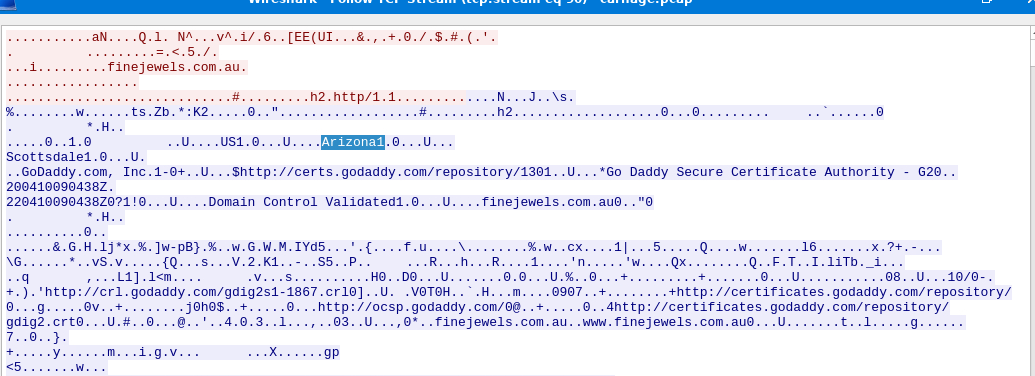 Wireshark - Follow TCP Stream (tcp.stream eq 90) - carnage.pcap
...........aN....Q.l. N^...v^.i/.6..[EE(UI...&.,.+.0./.$.#.(.'.
.          .........=.<.5./.
...i.........finejewels.com.au.
.................
.............................#.........h2.http/1.1.............N...J..\s.
%........w......ts.Zb.*:K2.....0.."..................#.........h2...................0...0.........     ..`......0
.          *.H..
.....0..1.0          ..U....US1.0...U....Arizona1.0...U...
Scottsdale1.0...U.
..GoDaddy.com, Inc.1-0+..U...$http://certs.godaddy.com/repository/1301..U...*Go Daddy Secure Certificate Authority - G20..
200410090438Z.
220410090438Z0?1!0...U....Domain Control Validated1.0...U....finejewels.com.au0.."0
.          *.H..
..........0..
......&.G.H.lj*x.%.]w-pB}.%..w.G.W.M.IYd5...'.{....f.u....\........%.w..cx....1|...5.....Q....w.......l6.......x.?+.-...
\G......*..vS.v.....{Q...s...V.2.K1..-..S5..P..     ...R...h...R....1....'n.....'w....Qx........Q..F.T..I.liTb._i...
..q       ,....L1].l<m....      .v...s..........H0..D0...U.......0.0...U.%..0...+.........+.......0...U...........08..U...10/0-.
+.).'http://crl.godaddy.com/gdig2s1-1867.crl0]..U. .V0T0H..`.H...m....0907..+........+http://certificates.godaddy.com/repository/
0...g.....0v..+........j0h0$..+.....0...http://ocsp.godaddy.com/0@..+.....0..4http://certificates.godaddy.com/repository/
gdig2.crt0...U.#..0...@..'..4.0.3..l...,..03..U...,0*..finejewels.com.au..www.finejewels.com.au0...U.......t..l.....g......
7..0..}.
+.....y......m...i.g.v...      ...X......gp
<5.......w...